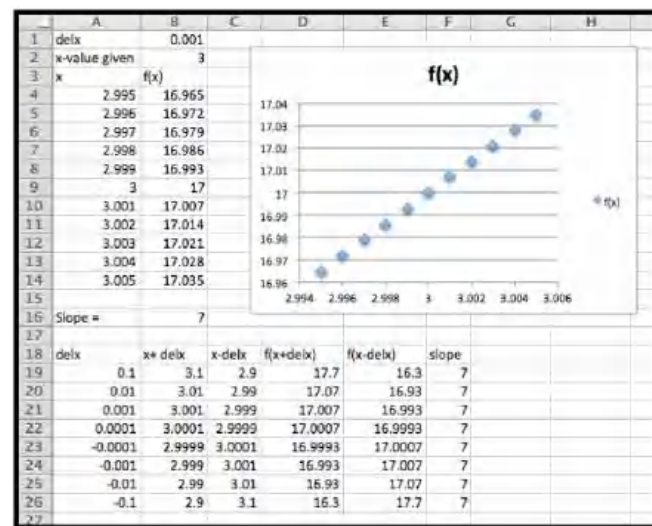 A B C D E F G H
1 delx 0.001
2 x-value given 3
3 x f(x)
4 2.995 16.965
5 2.996 16.972
6 2.997 16.979
7 2.998 16.986
8 2.999 16.993
9 3 17
10 3.001 17.007
11 3.002 17.014
12 3.003 17.021
13 3.004 17.028
14 3.005 17.035
15
16 Slope = 7
17
f(x)
17.04
17.03
17.02
17.01
17
16.99
16.98
16.97
16.96
2.994 2.996 2.998 3 3.002 3.004 3.006
f(x)
18 delx x+ delx x-delx f(x+delx) f(x-delx) slope
19 0.1 3.1 2.9 17.7 16.3 7
20 0.01 3.01 2.99 17.07 16.93 7
21 0.001 3.001 2.999 17.007 16.993 7
22 0.0001 3.0001 2.9999 17.0007 16.9993 7
23 -0.0001 2.9999 3.0001 16.9993 17.0007 7
24 -0.001 2.999 3.001 16.993 17.007 7
25 -0.01 2.99 3.01 16.93 17.07 7
26 -0.1 2.9 3.1 16.3 17.7 7
27